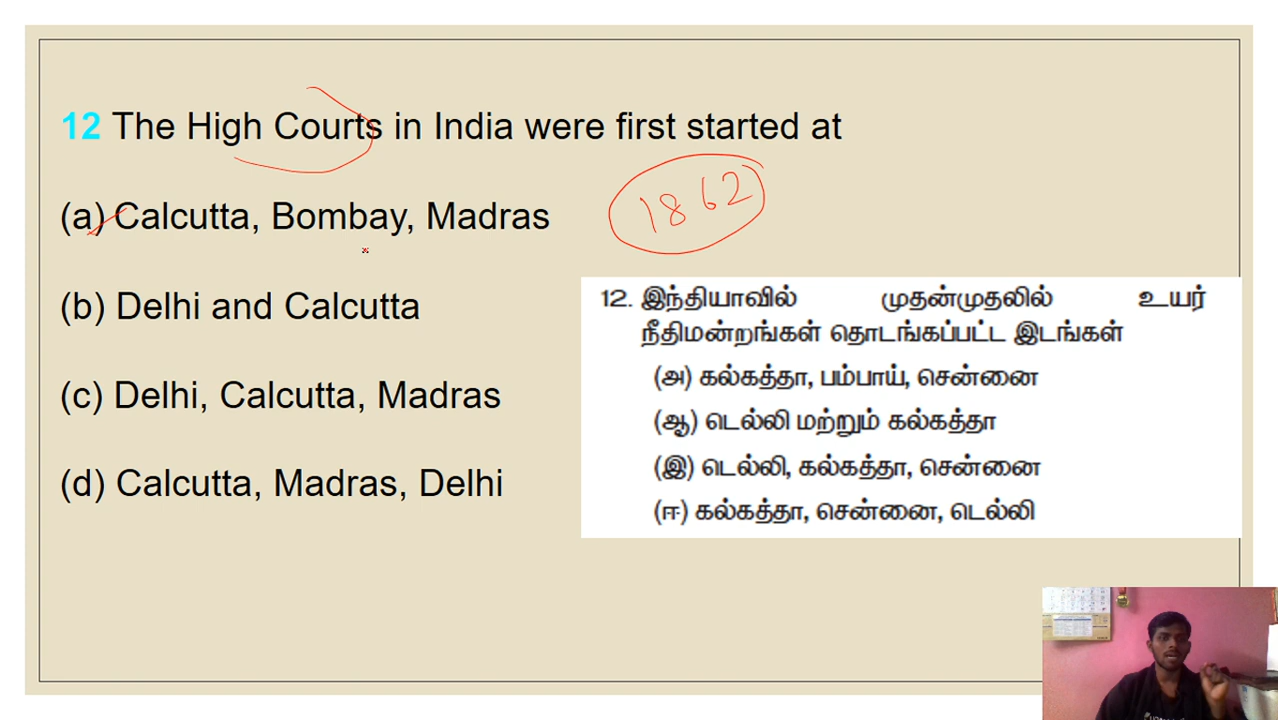 12 The High Courts in India were first started at
(a) Calcutta, Bombay, Madras
1862
(b) Delhi and Calcutta
(c) Delhi, Calcutta, Madras
(d) Calcutta, Madras, Delhi
12. இந்தியாவில் முதன்முதலில் உயர்
நீதிமன்றங்கள் தொடங்கப்பட்ட இடங்கள்
(அ) கல்கத்தா, பம்பாய், சென்னை
(ஆ) டெல்லி மற்றும் கல்கத்தா
(இ) டெல்லி, கல்கத்தா, சென்னை
(ஈ) கல்கத்தா, சென்னை, டெல்லி